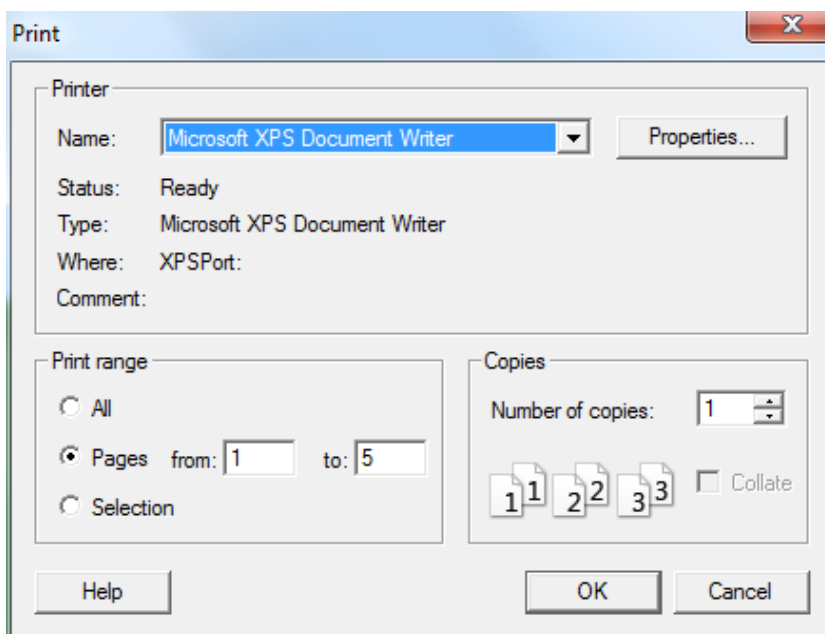 Print
Printer
Name: Microsoft XPS Document Writer Properties...
Status: Ready
Type: Microsoft XPS Document Writer
Where: XPSPort:
Comment:
Print range
All
Pages from: 1 to: 5
Selection
Copies
Number of copies: 1
1 1 2 2 3 3 Collate
Help OK Cancel